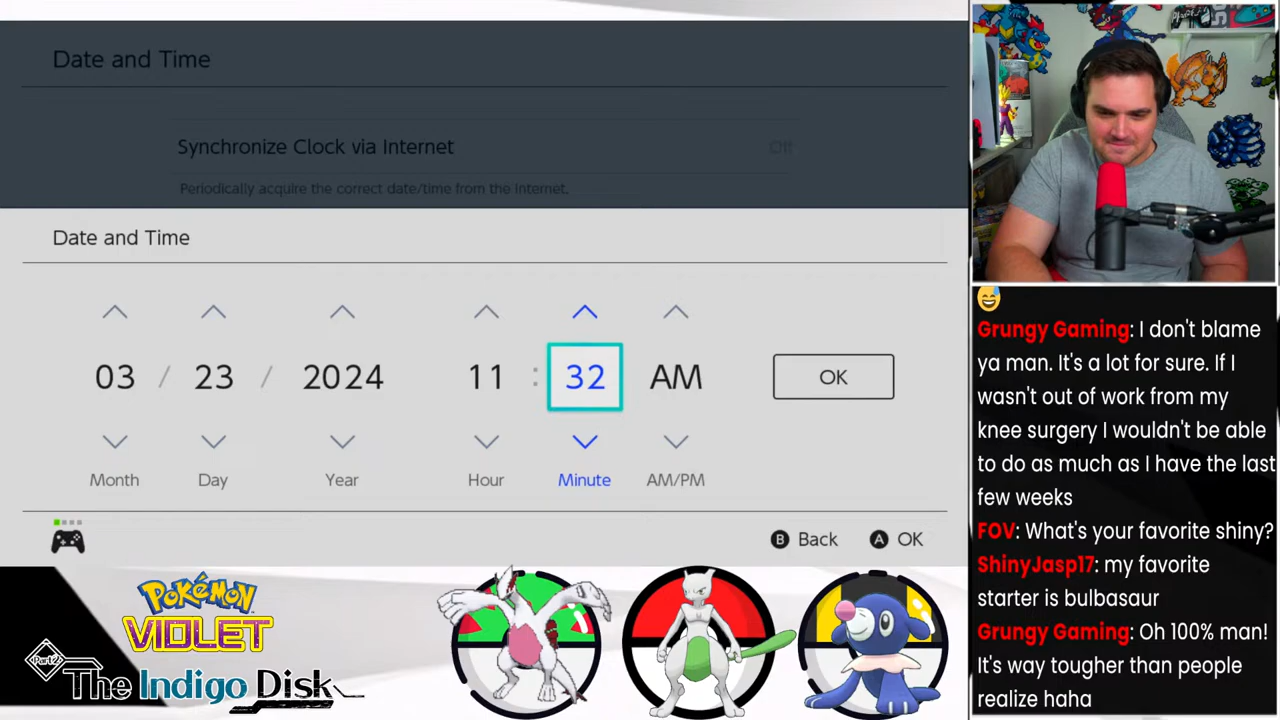 Date and Time
Synchronize Clock via Internet
Off
Periodically acquire the correct date/time from the Internet.
Date and Time
03 / 23 / 2024 11 : 32 AM
OK
Month Day Year Hour Minute AM/PM
B Back A OK
Pokémon
VIOLET
Part 2
The Indigo Disk
Grungy Gaming: I don't blame
ya man. It's a lot for sure. If I
wasn't out of work from my
knee surgery I wouldn't be able
to do as much as I have the last
few weeks
FOV: What's your favorite shiny?
ShinyJasp17: my favorite
starter is bulbasaur
Grungy Gaming: Oh 100% man!
It's way tougher than people
realize haha